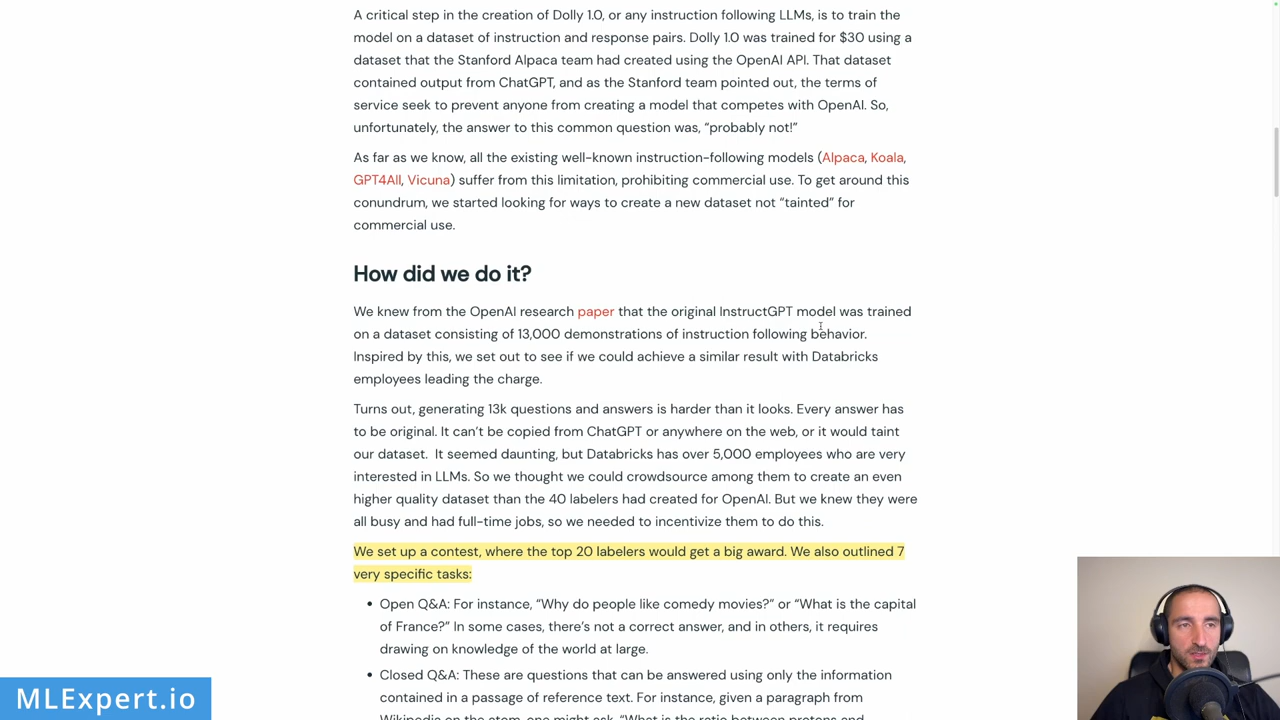 A critical step in the creation of Dolly 1.0, or any instruction following LLMs, is to train the
model on a dataset of instruction and response pairs. Dolly 1.0 was trained for $30 using a
dataset that the Stanford Alpaca team had created using the OpenAI API. That dataset
contained output from ChatGPT, and as the Stanford team pointed out, the terms of
service seek to prevent anyone from creating a model that competes with OpenAI. So,
unfortunately, the answer to this common question was, “probably not!”
As far as we know, all the existing well-known instruction-following models (Alpaca, Koala,
GPT4All, Vicuna) suffer from this limitation, prohibiting commercial use. To get around this
conundrum, we started looking for ways to create a new dataset not “tainted” for
commercial use.
How did we do it?
We knew from the OpenAI research paper that the original InstructGPT model was trained
on a dataset consisting of 13,000 demonstrations of instruction following behavior.
Inspired by this, we set out to see if we could achieve a similar result with Databricks
employees leading the charge.
Turns out, generating 13k questions and answers is harder than it looks. Every answer has
to be original. It can’t be copied from ChatGPT or anywhere on the web, or it would taint
our dataset. It seemed daunting, but Databricks has over 5,000 employees who are very
interested in LLMs. So we thought we could crowdsource among them to create an even
higher quality dataset than the 40 labelers had created for OpenAI. But we knew they were
all busy and had full-time jobs, so we needed to incentivize them to do this.
We set up a contest, where the top 20 labelers would get a big award. We also outlined 7
very specific tasks:
• Open Q&A: For instance, “Why do people like comedy movies?” or “What is the capital
of France?” In some cases, there’s not a correct answer, and in others, it requires
drawing on knowledge of the world at large.
• Closed Q&A: These are questions that can be answered using only the information
contained in a passage of reference text. For instance, given a paragraph from
Wikipedia on the atom, one might ask, “What is the ratio between protons and
MLExpert.io